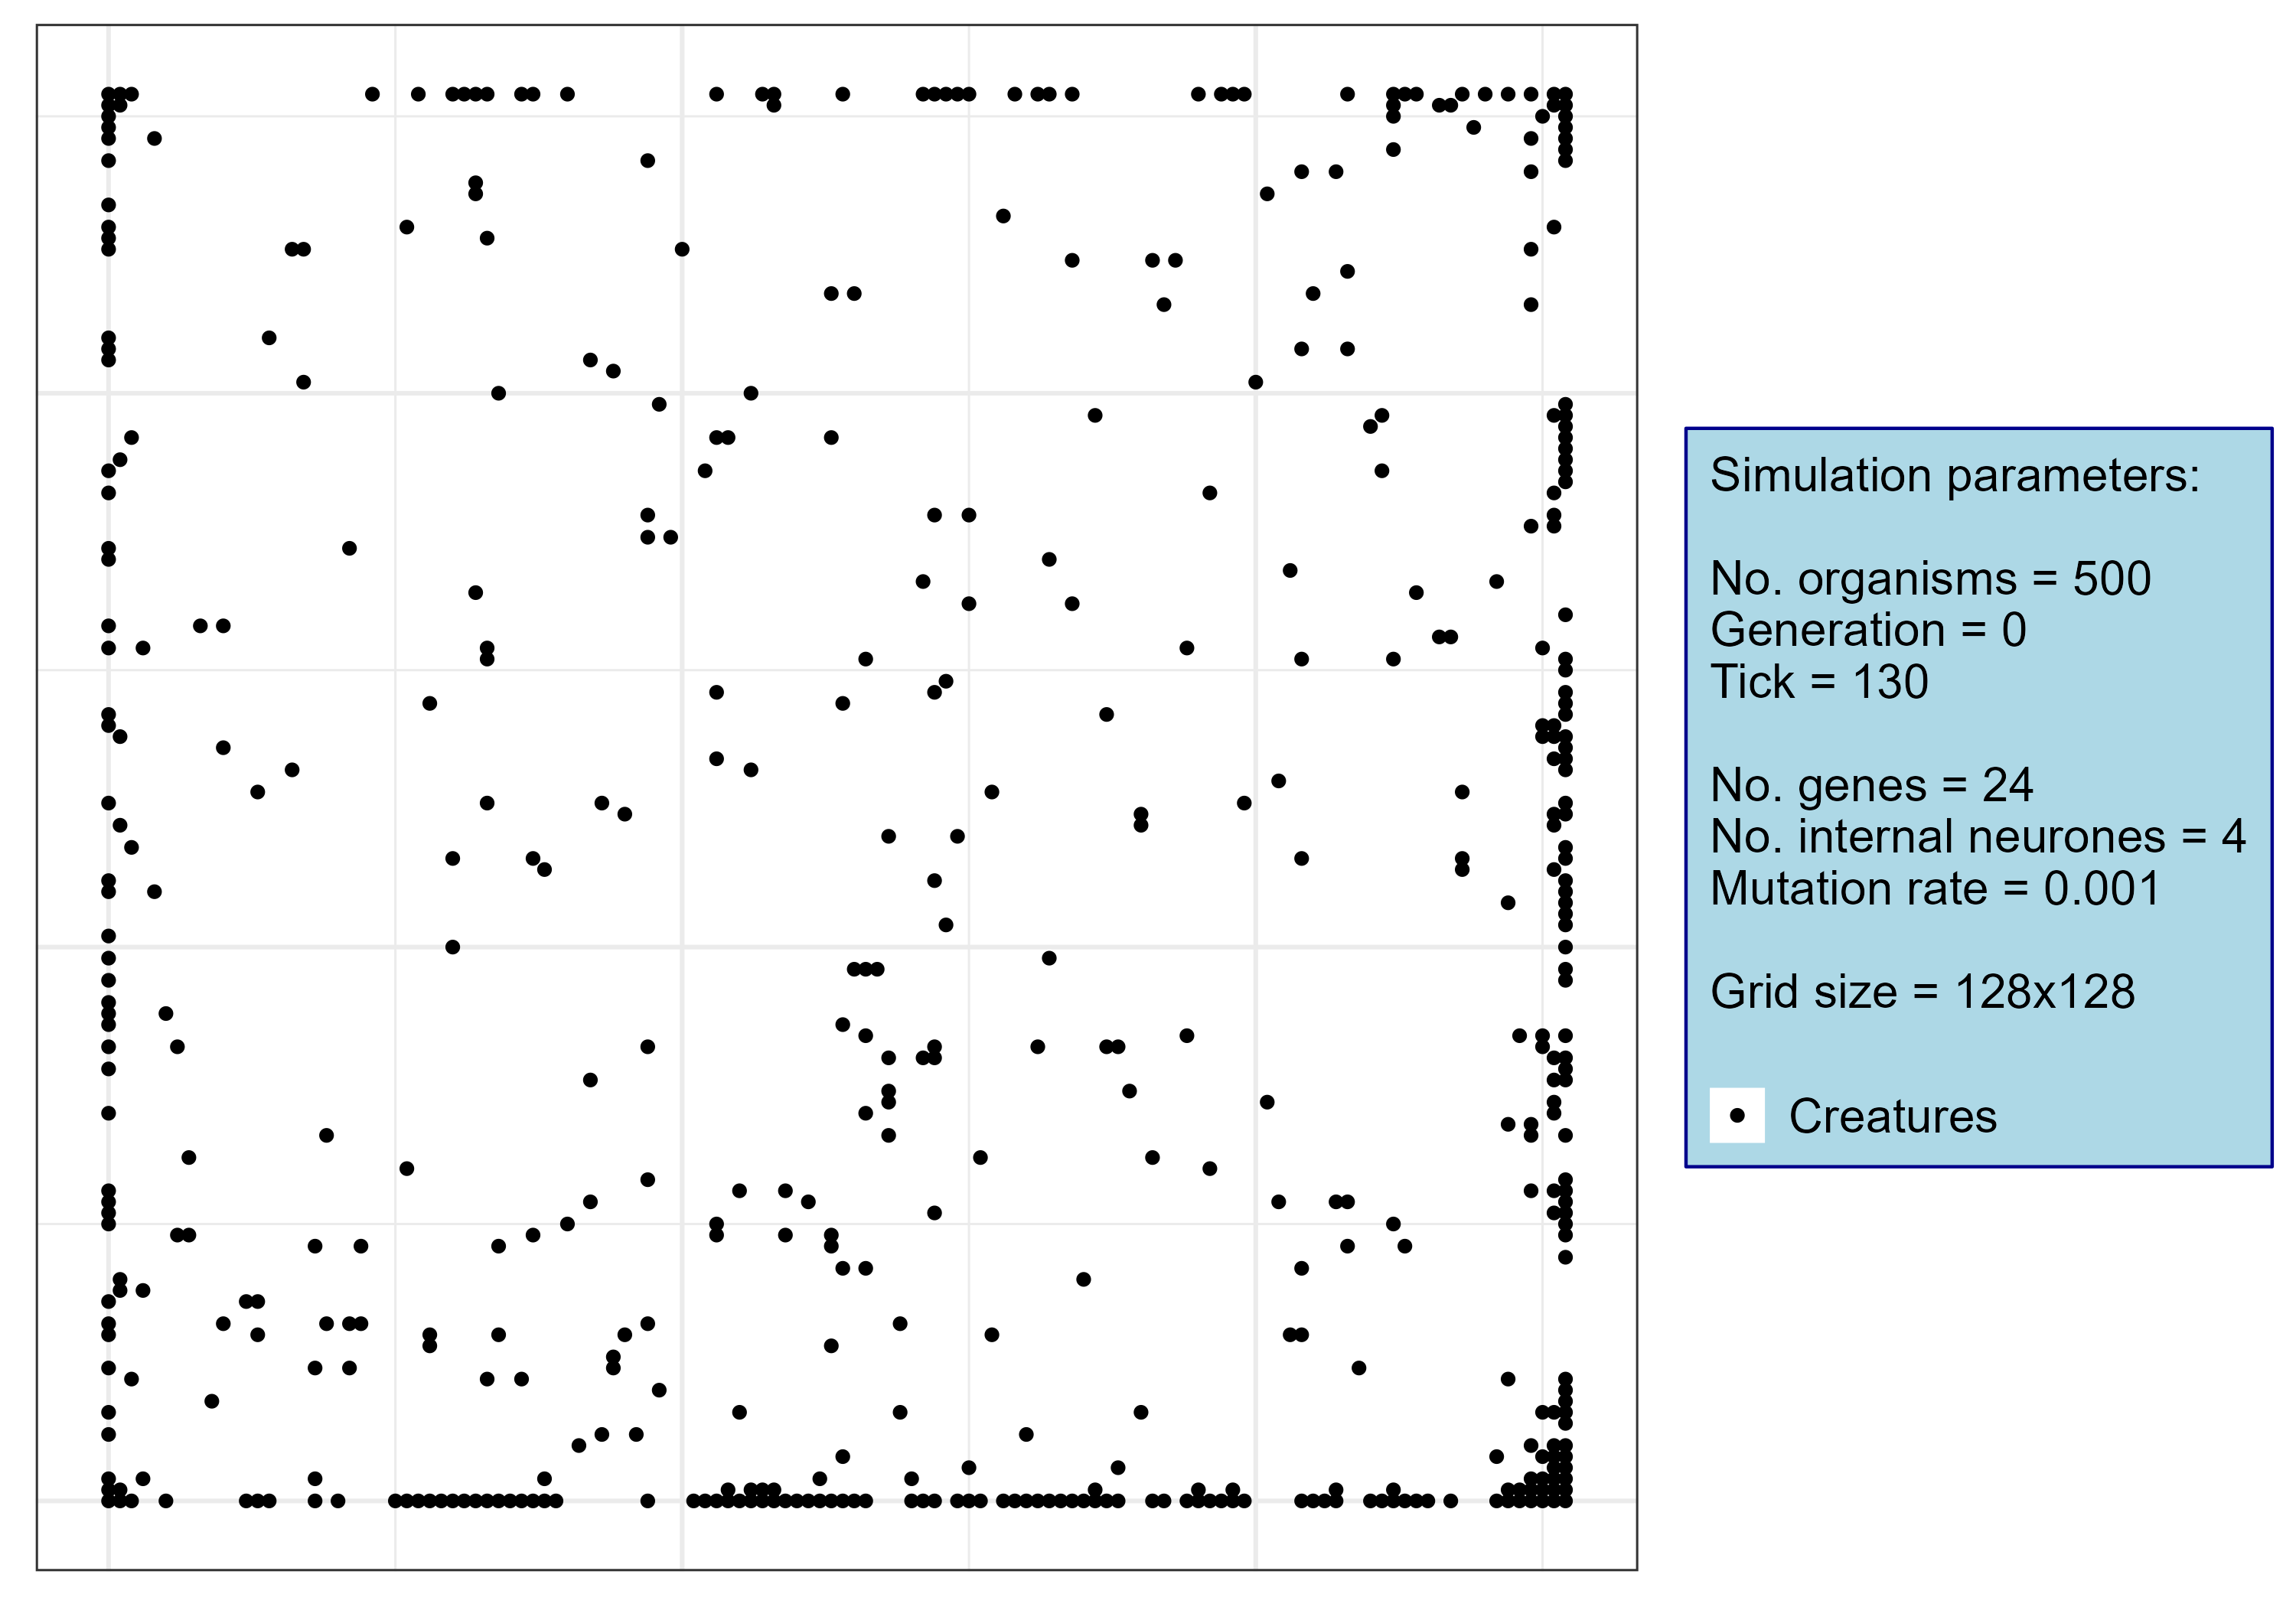 Simulation parameters:
No. organisms = 500
Generation = 0
Tick = 130
No. genes = 24
No. internal neurones = 4
Mutation rate = 0.001
Grid size = 128x128
Creatures